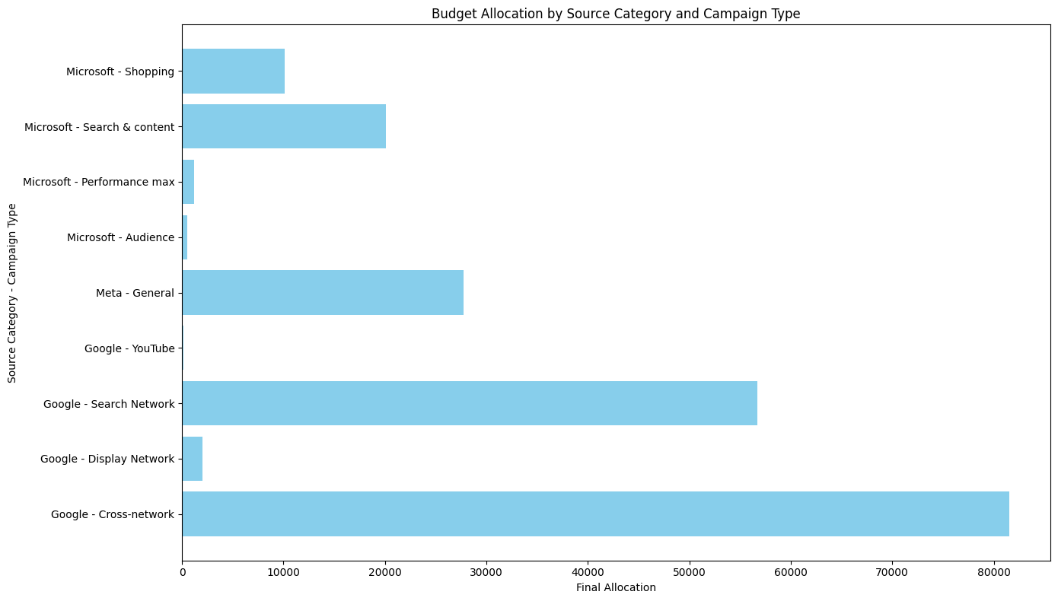 Budget Allocation by Source Category and Campaign Type
Source Category - Campaign Type
Microsoft - Shopping
Microsoft - Search & content
Microsoft - Performance max
Microsoft - Audience
Meta - General
Google - YouTube
Google - Search Network
Google - Display Network
Google - Cross-network
0 10000 20000 30000 40000 50000 60000 70000 80000
Final Allocation